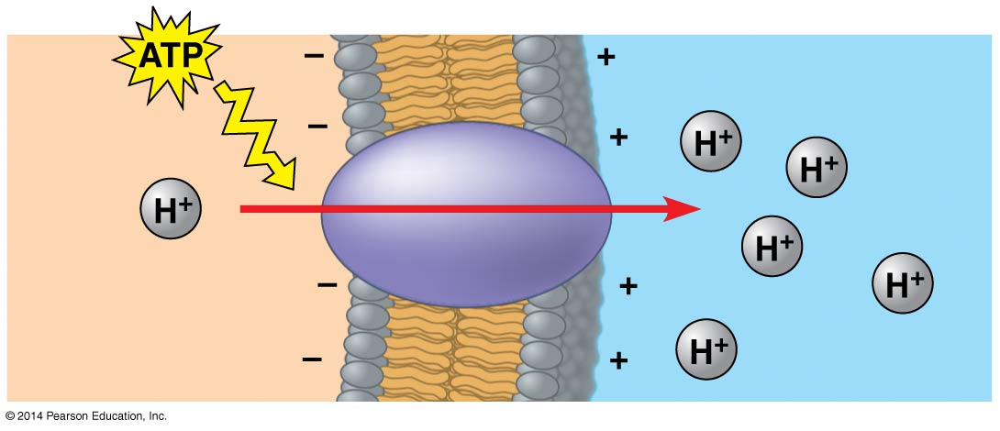 ATP
−
+
−
+
H⁺
H⁺
H⁺
H⁺
H⁺
H⁺
−
+
−
+
© 2014 Pearson Education, Inc.